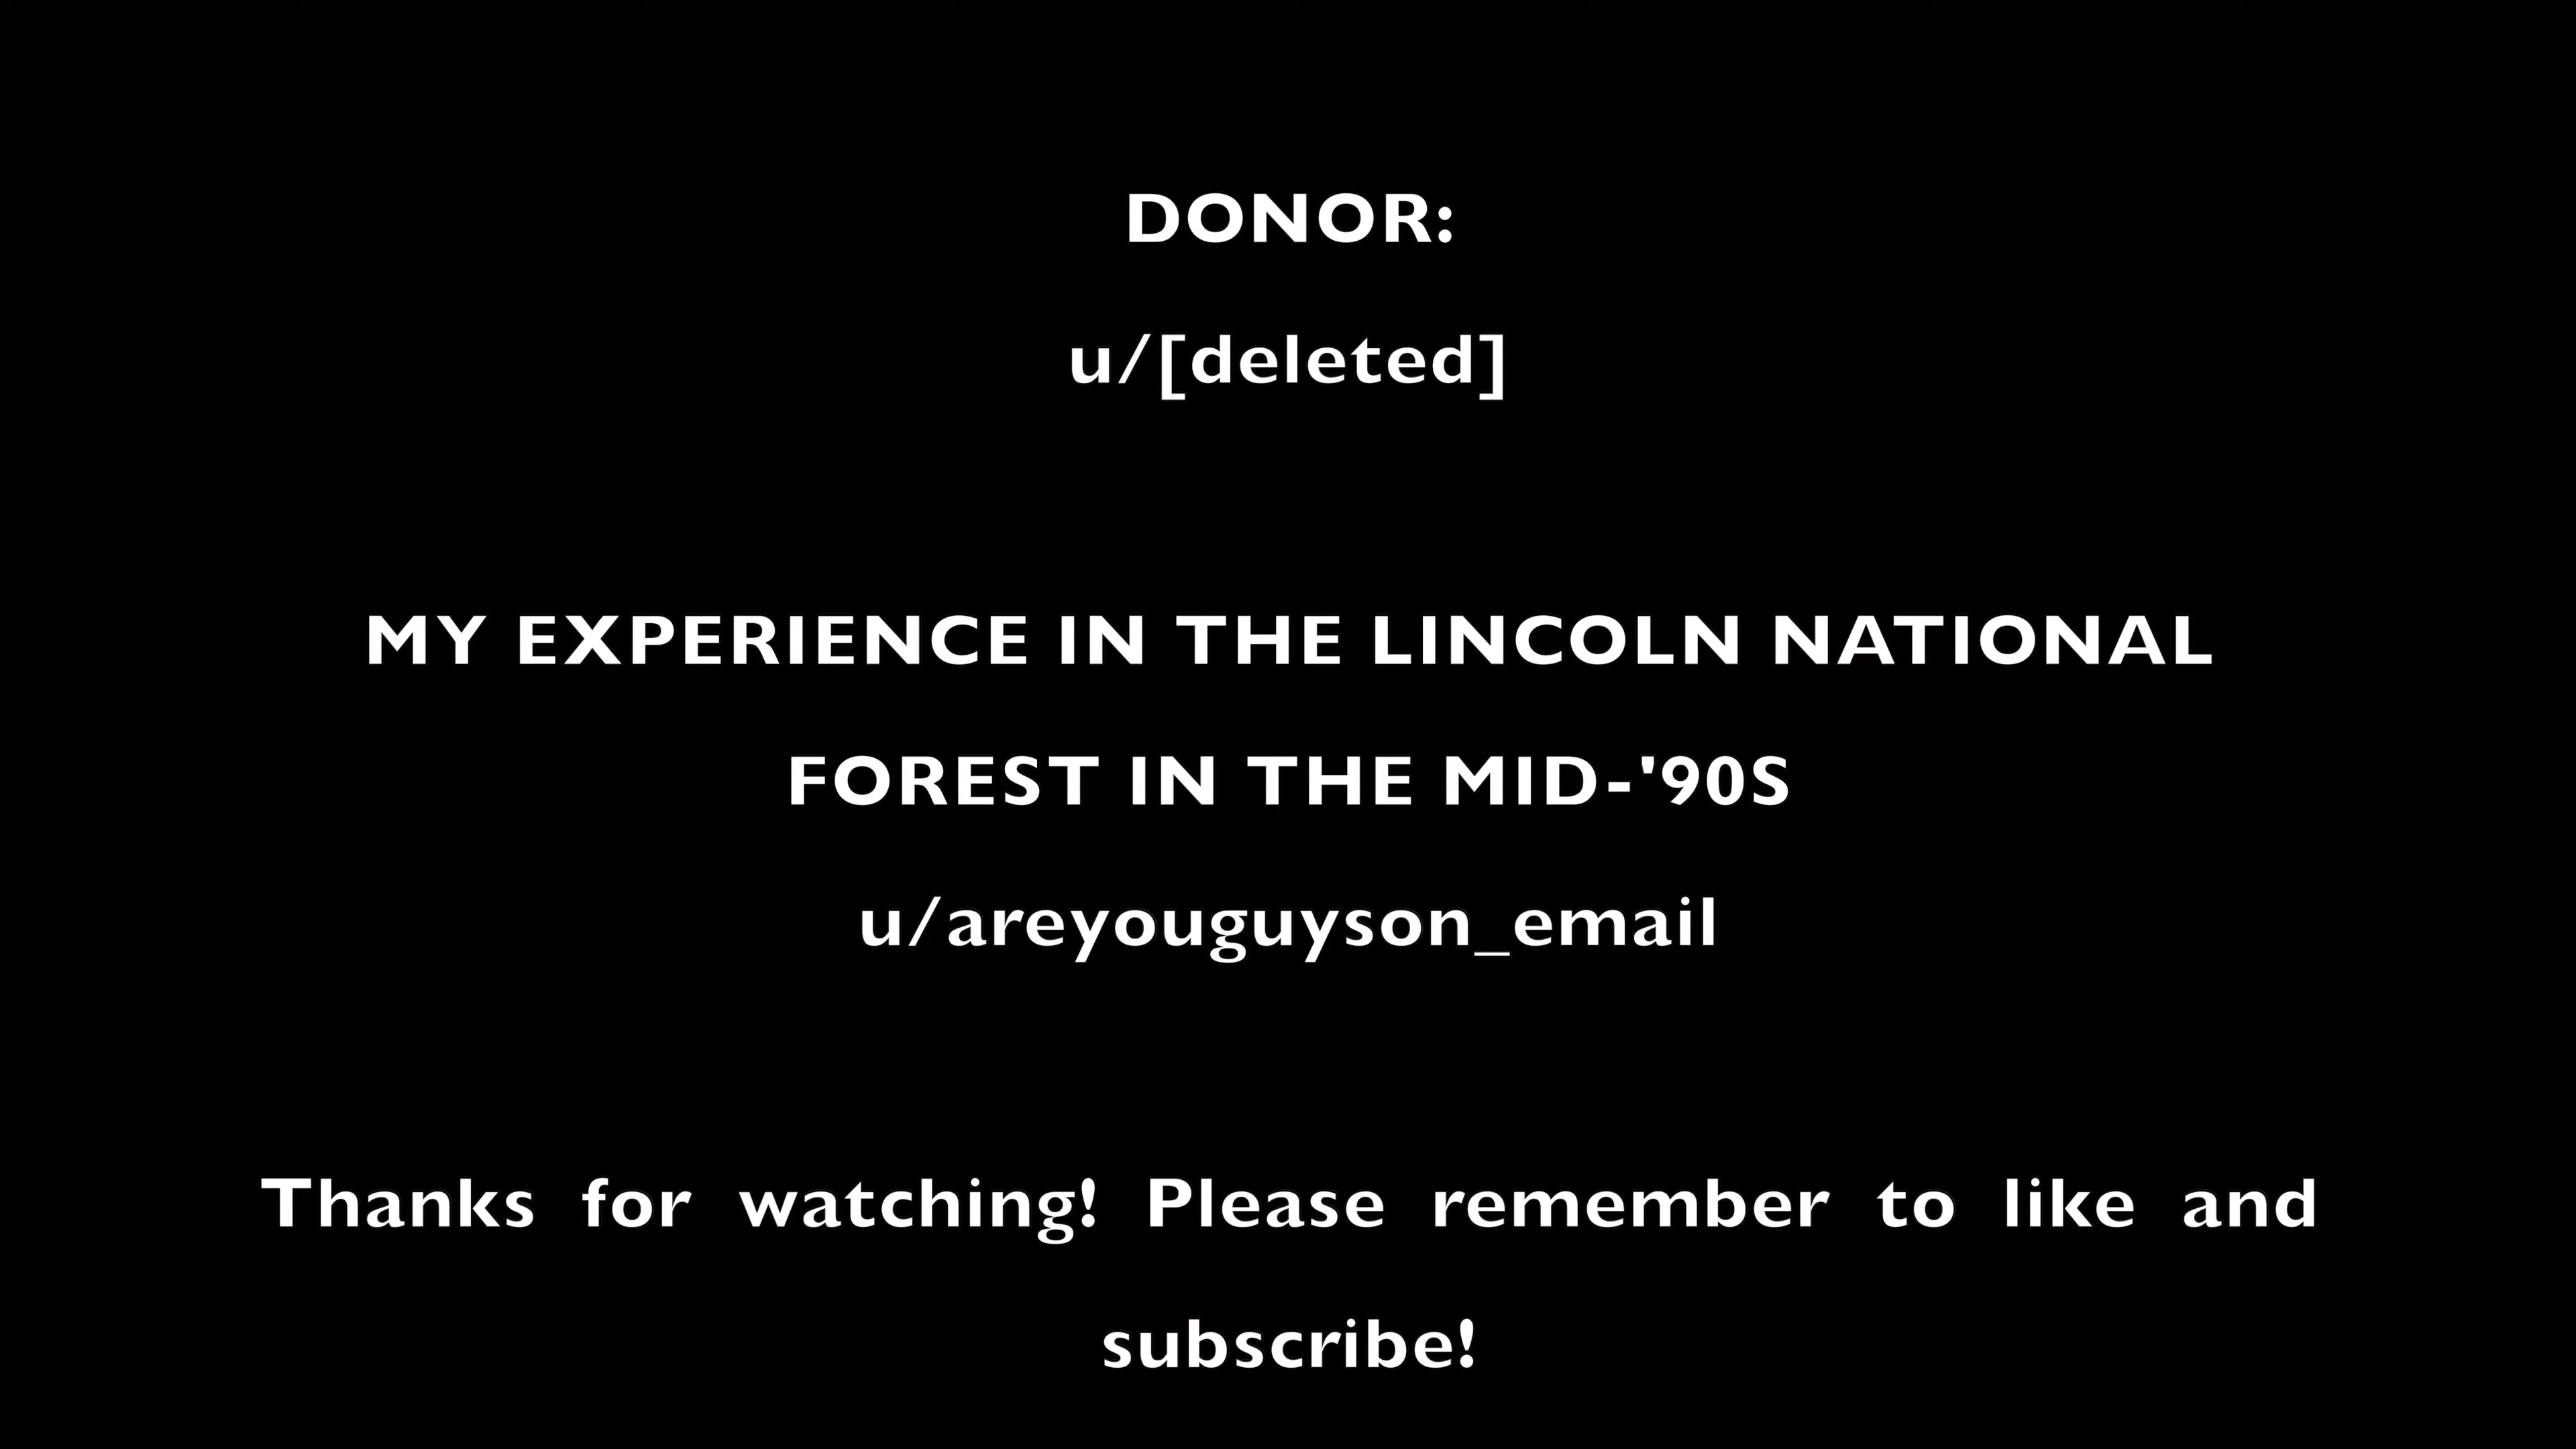 DONOR:
u/[deleted]
MY EXPERIENCE IN THE LINCOLN NATIONAL
FOREST IN THE MID-'90S
u/areyouguyson_email
Thanks for watching! Please remember to like and
subscribe!